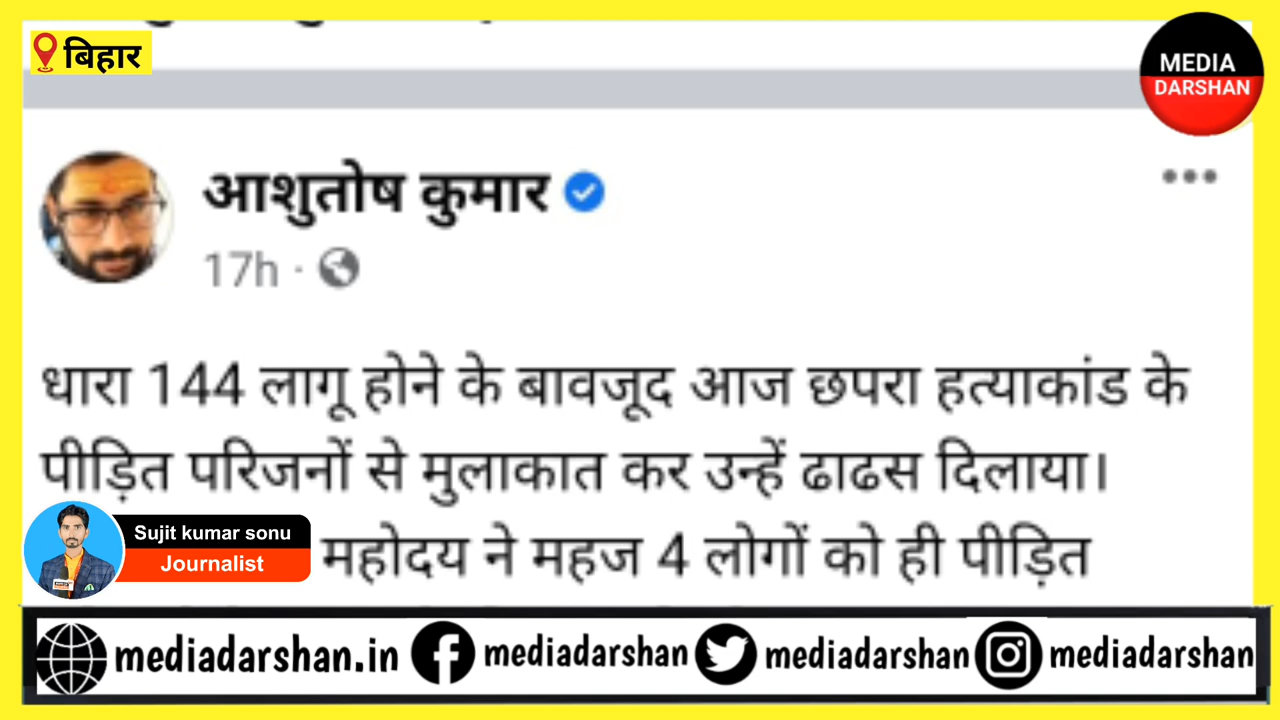 बिहार
MEDIA
DARSHAN
आशुतोष कुमार
17h
धारा 144 लागू होने के बावजूद आज छपरा हत्याकांड के
पीड़ित परिजनों से मुलाकात कर उन्हें ढाढस दिलाया।
महोदय ने महज 4 लोगों को ही पीड़ित
Sujit kumar sonu
Journalist
mediadarshan.in mediadarshan mediadarshan mediadarshan